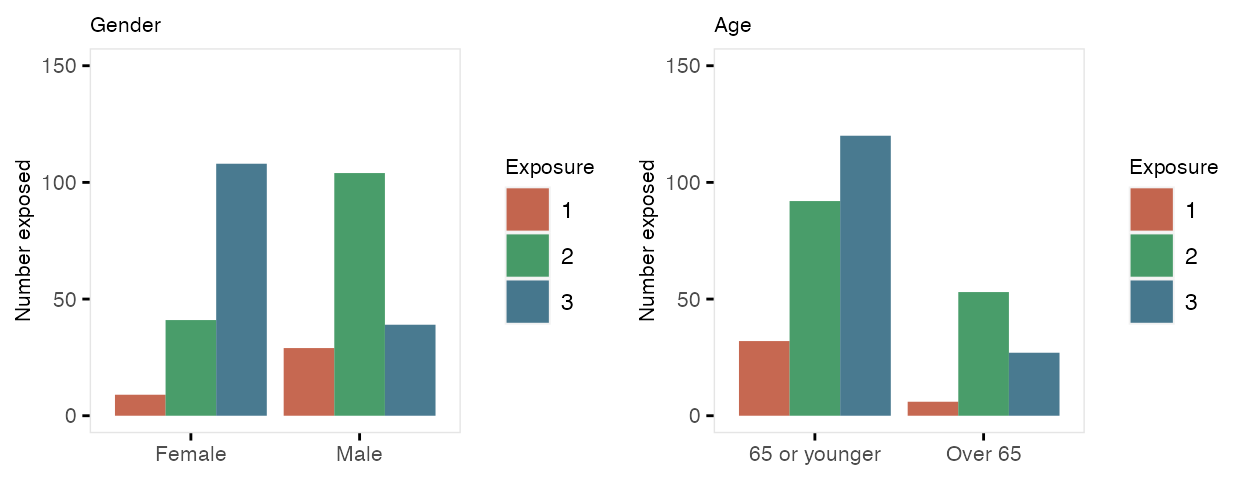 Gender
150
100
50
0
Number exposed
Female
Male
Exposure
1
2
3
Age
150
100
50
0
Number exposed
65 or younger
Over 65
Exposure
1
2
3